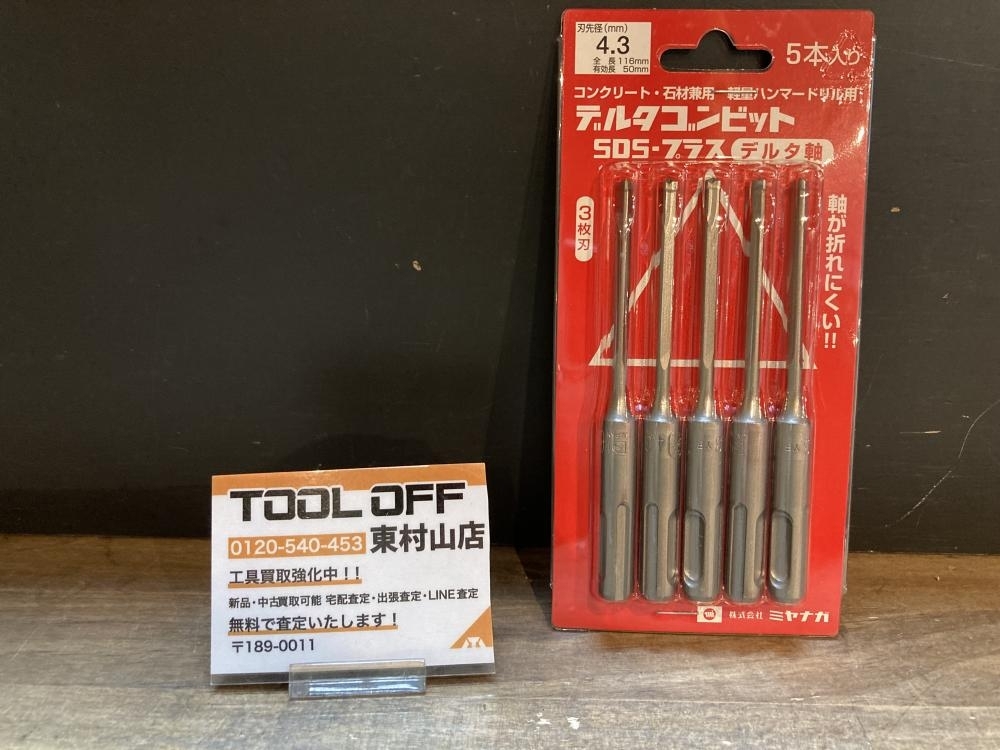 刃先径(mm)
4.3
全長116mm
有効長50mm
5本入り
コンクリート・石材兼用 軽量ハンマードリル用
デルタゴンビット
SDS-プラス デルタ軸
3枚刃
軸が折れにくい!!
株式会社 ミヤナガ
TOOL OFF
0120-540-453 東村山店
工具買取強化中！！
新品・中古買取可能 宅配査定・出張査定・LINE査定
無料で査定いたします！
〒189-0011